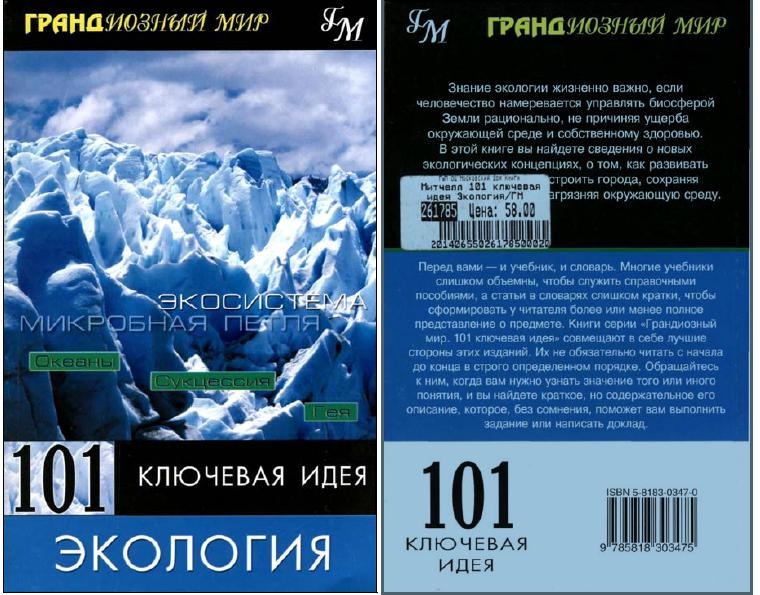 ГРАНДИОЗНЫЙ МИР
ГМ
ЭКОСИСТЕМА
МИКРОБНАЯ ПЕТЛЯ
Океаны
Сукцессия
Гея
101 КЛЮЧЕВАЯ ИДЕЯ
ЭКОЛОГИЯ
ГМ
ГРАНДИОЗНЫЙ МИР
Знание экологии жизненно важно, если
человечество намеревается управлять биосферой
Земли рационально, не причиняя ущерба
окружающей среде и собственному здоровью.
В этой книге вы найдете сведения о новых
экологических концепциях, о том, как развивать
строить города, сохраняя
загрязняя окружающую среду.
Митчелл 101 ключевая
идея Экология/ГМ
261785 Цена: 58.00
20140655026178500020
Перед вами — и учебник, и словарь. Многие учебники
слишком объемны, чтобы служить справочными
пособиями, а статьи в словарях слишком кратки, чтобы
сформировать у читателя более или менее полное
представление о предмете. Книги серии «Грандиозный
мир. 101 ключевая идея» совмещают в себе лучшие
стороны этих изданий. Их не обязательно читать с начала
до конца в строго определенном порядке. Обращайтесь
к ним, когда вам нужно узнать значение того или иного
понятия, и вы найдете краткое, но содержательное его
описание, которое, без сомнения, поможет вам выполнить
задание или написать доклад.
101
КЛЮЧЕВАЯ
ИДЕЯ
ISBN 5-8183-0347-0
9 785818 303475